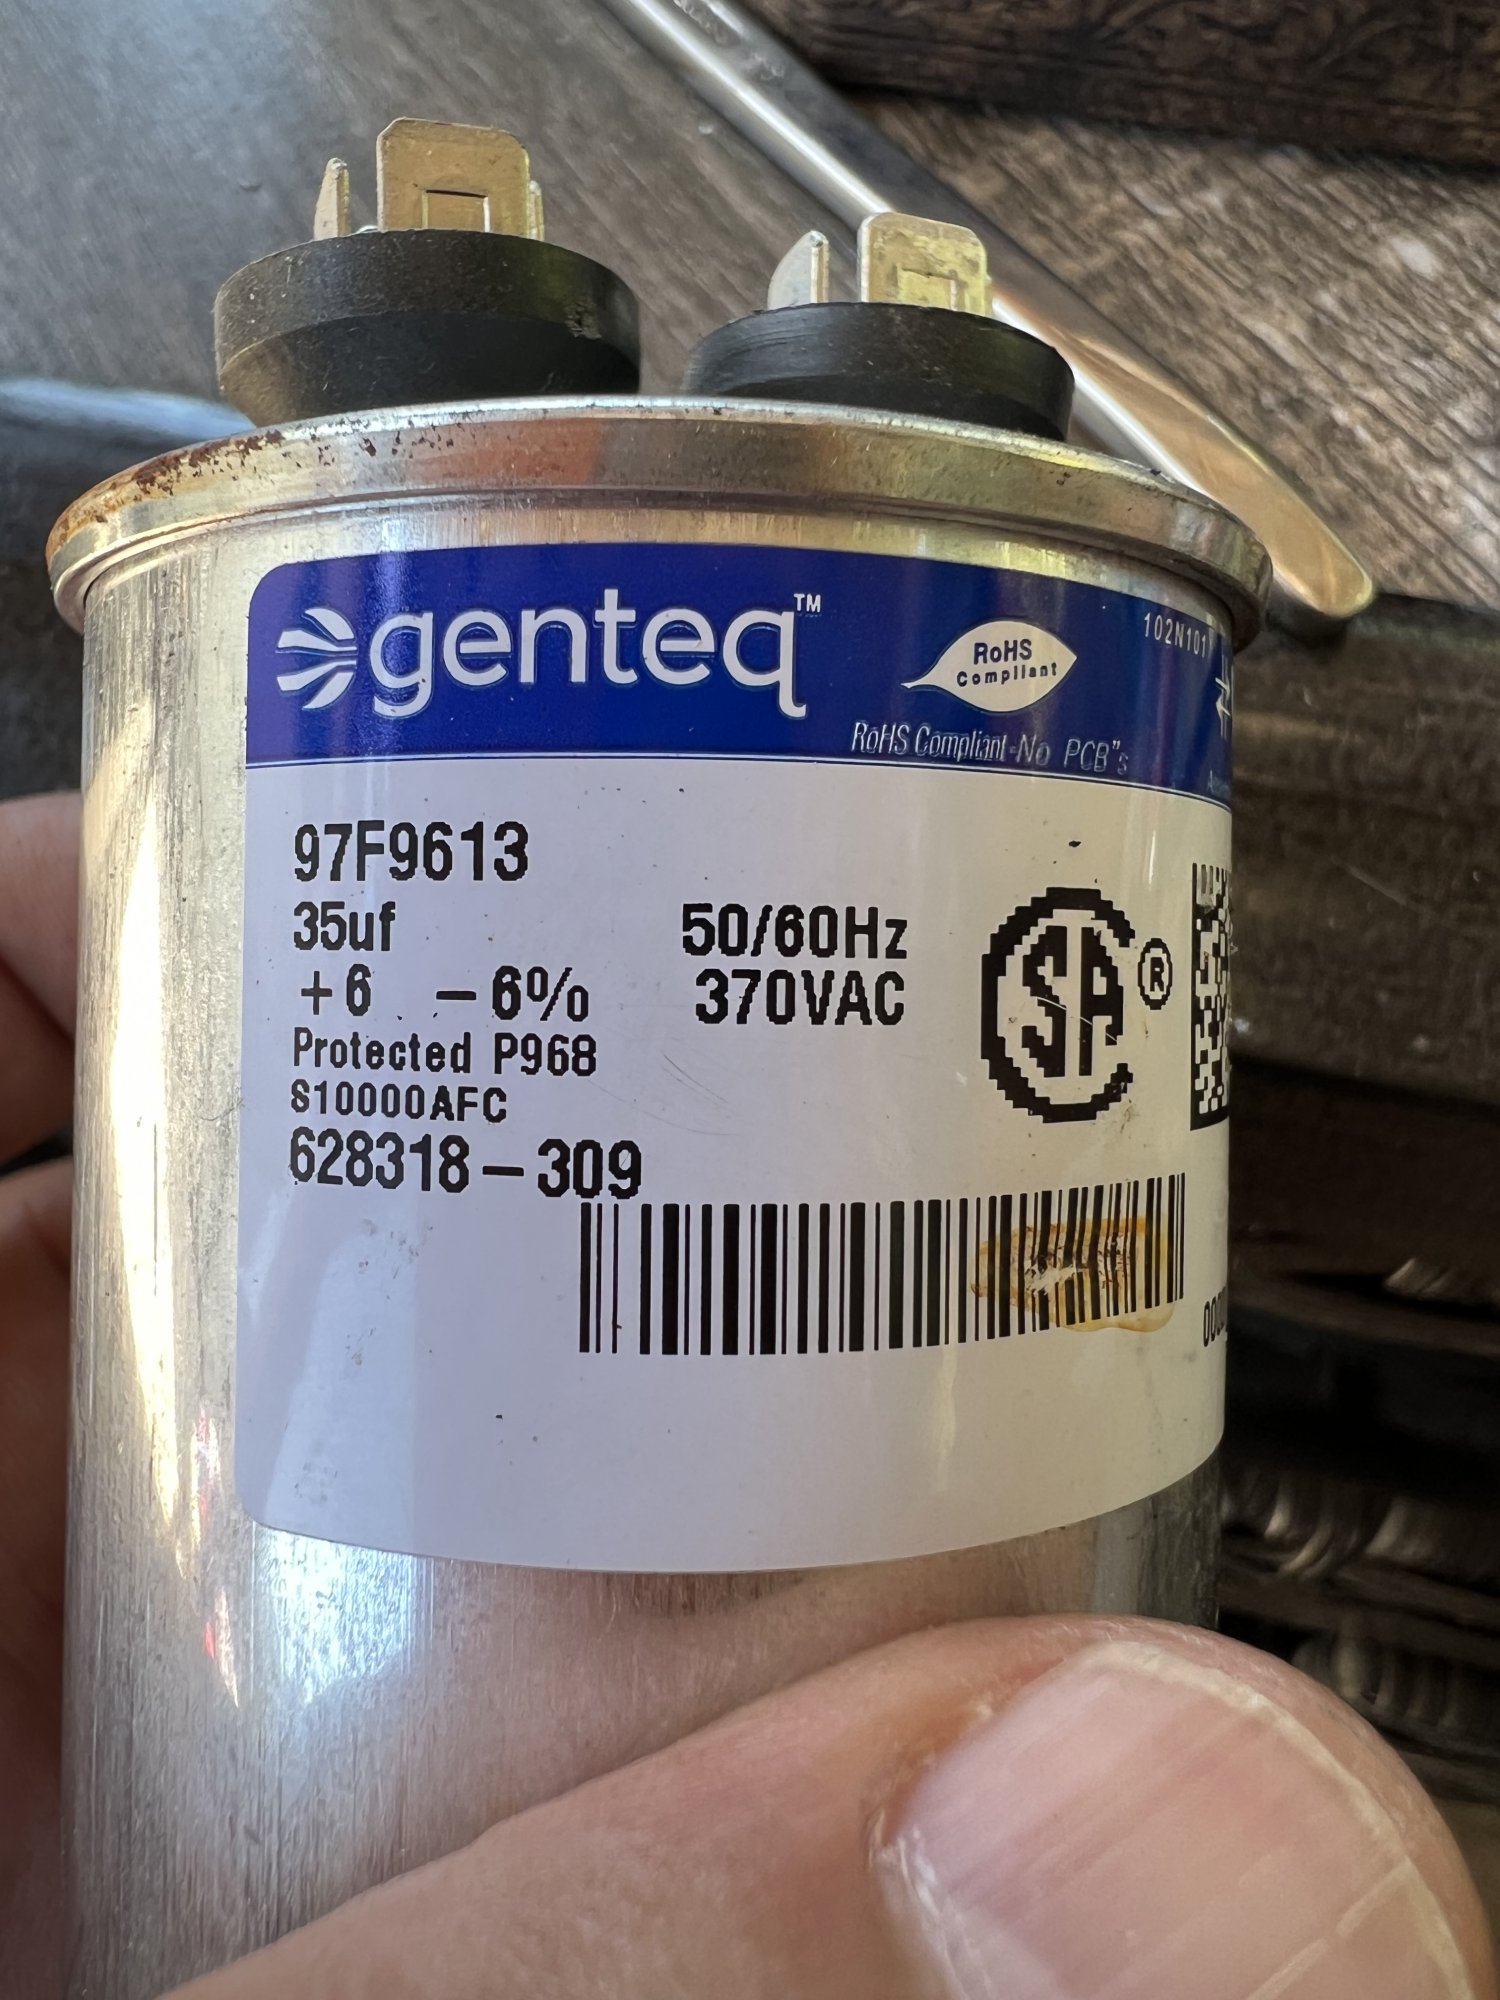 genteq™
RoHS
Compliant
102N101
RoHS Compliant-No PCB"s
97F9613
35uf
50/60Hz
+6 -6%
370VAC
SA®
Protected P968
S10000AFC
628318-309